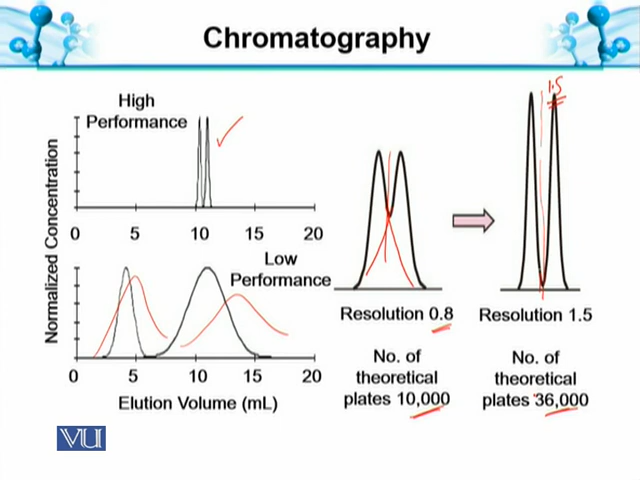 Chromatography
High
Performance
Normalized Concentration
0 5 10 15 20
Low
Performance
0 5 10 15 20
Elution Volume (mL)
1.5
Resolution 0.8
No. of
theoretical
plates 10,000
Resolution 1.5
No. of
theoretical
plates 36,000
VU